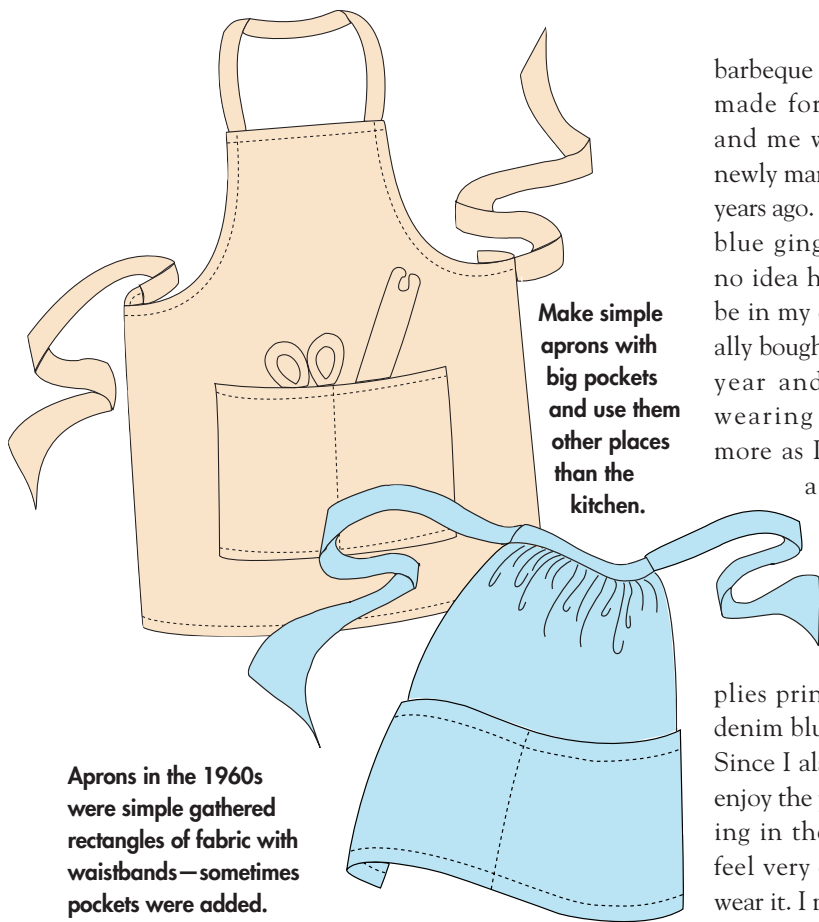 Make simple
aprons with
big pockets
and use them
other places
than the
kitchen.
Aprons in the 1960s
were simple gathered
rectangles of fabric with
waistbands—sometimes
pockets were added.
barbeque
made for
and me w
newly mar
years ago.
blue ging
no idea h
be in my
ally bough
year and
wearing
more as I
a
plies prin
denim blu
Since I als
enjoy the
ing in the
feel very
wear it. I